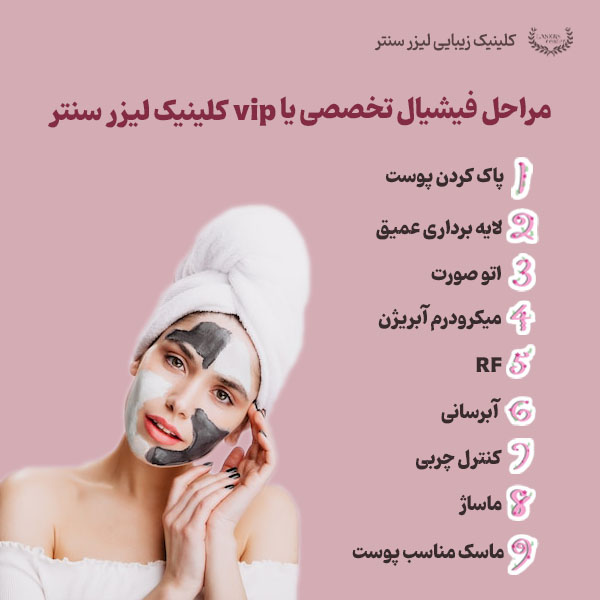 کلینیک زیبایی لیزر سنتر
مراحل فیشیال تخصصی یا vip کلینیک لیزر سنتر
1 پاک کردن پوست
2 لایه برداری عمیق
3 اتو صورت
4 میکرودرم آبریژن
5 RF
6 آبرسانی
7 کنترل چربی
8 ماساژ
9 ماسک مناسب پوست